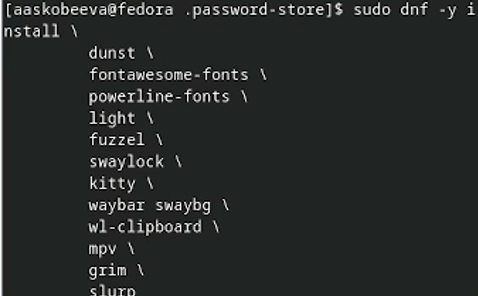 [aaskobeeva@fedora .password-store]$ sudo dnf -y i
nstall \
dunst \
fontawesome-fonts \
powerline-fonts \
light \
fuzzel \
swaylock \
kitty \
waybar swaybg \
wl-clipboard \
mpv \
grim \
slurp